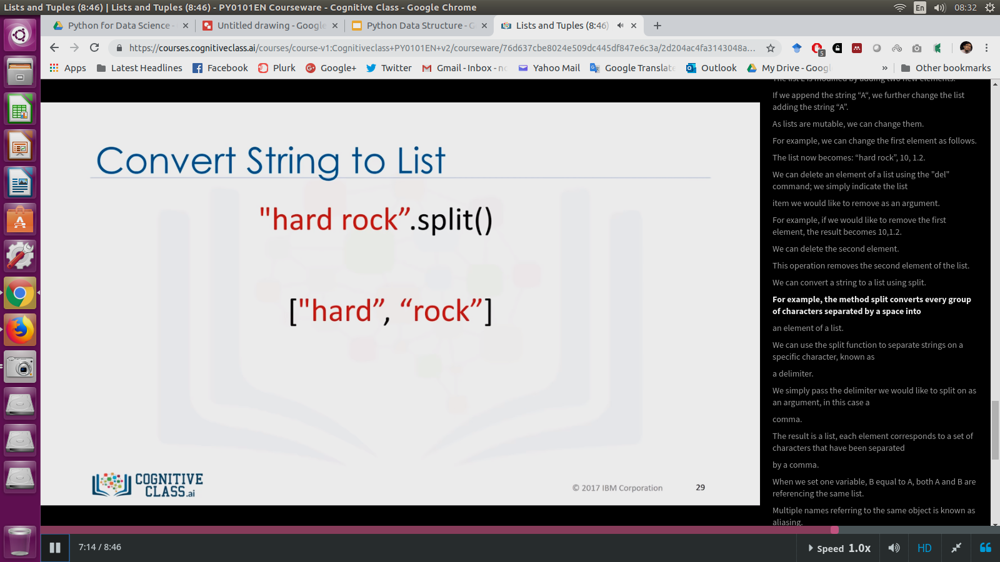 Lists and Tuples (8:46) | Lists and Tuples (8:46) - PY0101EN Courseware - Cognitive Class - Google Chrome
En
08:32
Python for Data Science -
Untitled drawing - Google
Python Data Structure - G
Lists and Tuples (8:46)
https://courses.cognitiveclass.ai/courses/course-v1:Cognitiveclass+PY0101EN+v2/courseware/76d637cbe8024e509dc445df847e6c3a/2d204ac4fa3143048a...
5
Apps
Latest Headlines
Facebook
Plurk
Google+
Twitter
Gmail - Inbox - no
Yahoo Mail
Google Translate
Outlook
My Drive - Google
»
Other bookmarks
Convert String to List
"hard rock”.split()
["hard”, “rock”]
COGNITIVE
CLASS.ai
© 2017 IBM Corporation
29
The list L is modified by adding two new elements.
If we append the string “A“, we further change the list
adding the string “A”.
As lists are mutable, we can change them.
For example, we can change the first element as follows.
The list now becomes: “hard rock”, 10, 1.2.
We can delete an element of a list using the "del"
command; we simply indicate the list
item we would like to remove as an argument.
For example, if we would like to remove the first
element, the result becomes 10,1.2.
We can delete the second element.
This operation removes the second element of the list.
We can convert a string to a list using split.
For example, the method split converts every group
of characters separated by a space into
an element of a list.
We can use the split function to separate strings on a
specific character, known as
a delimiter.
We simply pass the delimiter we would like to split on as
an argument, in this case a
comma.
The result is a list, each element corresponds to a set of
characters that have been separated
by a comma.
When we set one variable, B equal to A, both A and B are
referencing the same list.
Multiple names referring to the same object is known as
aliasing.
7:14 / 8:46
Speed 1.0x
HD